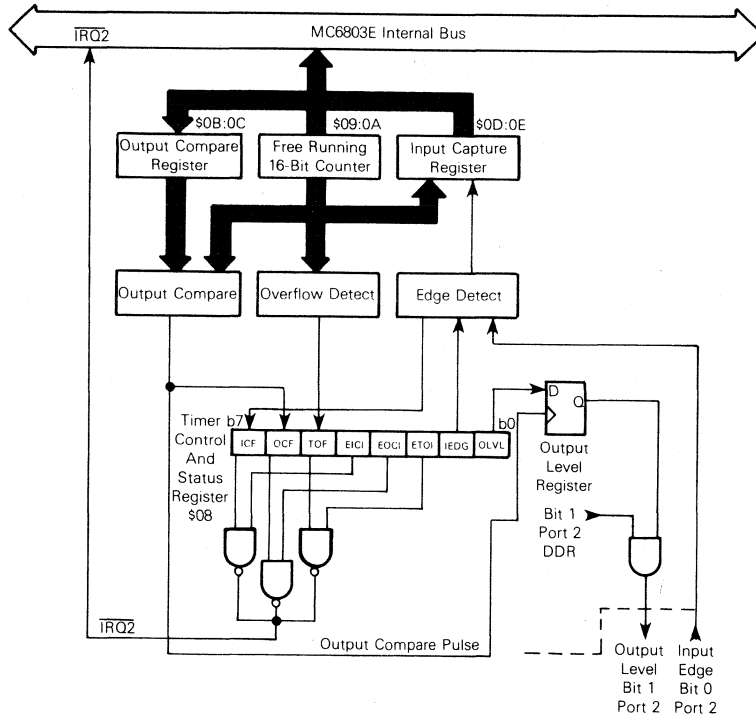 IRQ2
MC6803E Internal Bus
$0B:0C
$09:0A
$0D:0E
Output Compare
Register
Free Running
16-Bit Counter
Input Capture
Register
Output Compare
Overflow Detect
Edge Detect
Timer
Control
And
Status
Register
$08
b7
b0
ICF
OCF
TOF
EICI
EOCI
ETOI
IEDG
OLVL
D
Q
Output
Level
Register
Bit 1
Port 2
DDR
IRQ2
Output Compare Pulse
Output
Level
Bit 1
Port 2
Input
Edge
Bit 0
Port 2